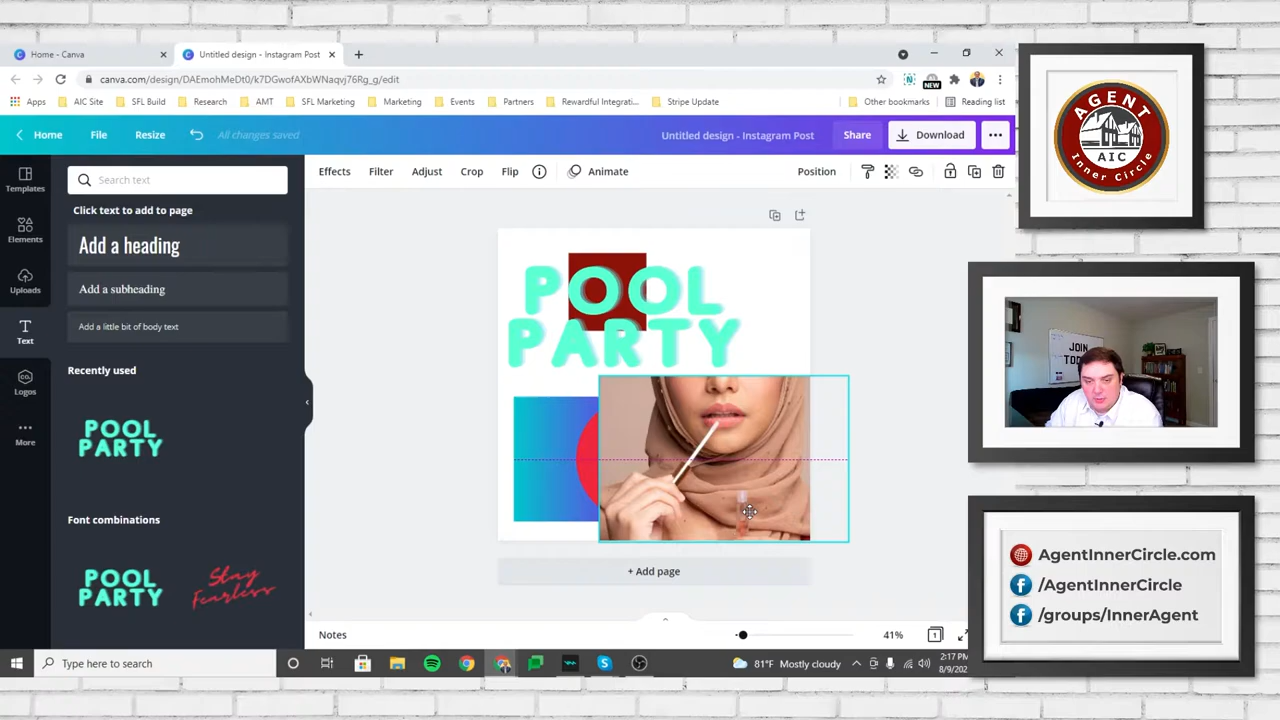 Home - Canva
Untitled design - Instagram Post
canva.com/design/DAEmohMeDt0/k7DGwofAXbWNaqvj76Rg_g/edit
NEW
Apps
AIC Site
SFL Build
Research
AMT
SFL Marketing
Marketing
Events
Partners
Rewardful Integrati...
Stripe Update
Other bookmarks
Reading list
Home
File
Resize
All changes saved
Untitled design - Instagram Post
Share
Download
Templates
Elements
Uploads
Text
Logos
More
Search text
Click text to add to page
Add a heading
Add a subheading
Add a little bit of body text
Recently used
POOL
PARTY
Font combinations
POOL
PARTY
Stay
Fearless
Effects
Filter
Adjust
Crop
Flip
Animate
Position
POOL
PARTY
+ Add page
Notes
41%
1
Type here to search
81°F Mostly cloudy
2:17 PM
AGENT
AIC
Inner Circle
JOIN
AgentInnerCircle.com
/AgentInnerCircle
/groups/InnerAgent